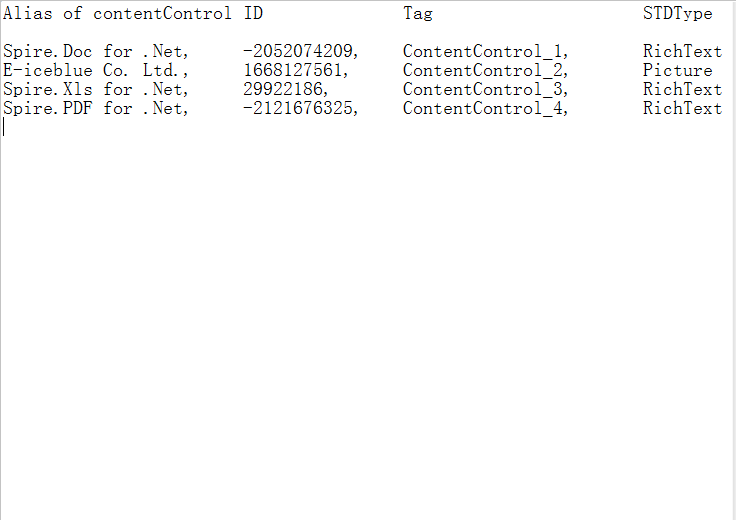 Alias of contentControl ID Tag STDType
Spire.Doc for .Net, -2052074209, ContentControl_1, RichText
E-iceblue Co. Ltd., 1668127561, ContentControl_2, Picture
Spire.Xls for .Net, 29922186, ContentControl_3, RichText
Spire.PDF for .Net, -2121676325, ContentControl_4, RichText